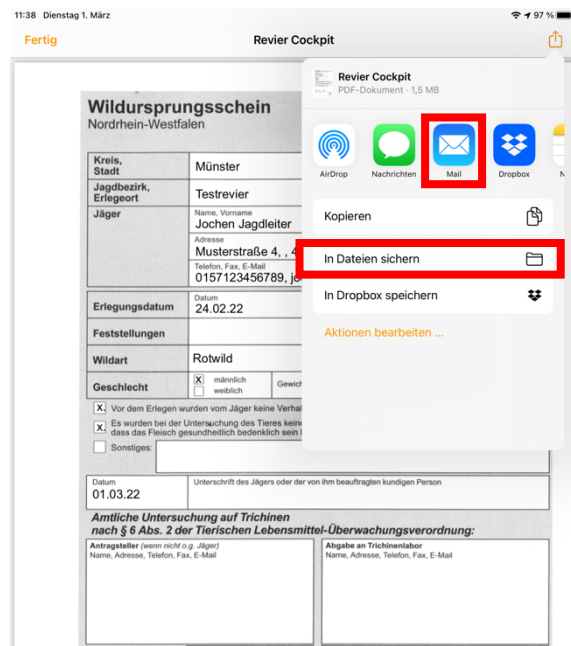 11:38 Dienstag 1. März
97 %
Fertig
Revier Cockpit
Revier Cockpit
PDF-Dokument · 1,5 MB
AirDrop
Nachrichten
Mail
Dropbox
Kopieren
In Dateien sichern
In Dropbox speichern
Aktionen bearbeiten ...
Wildursprungsschein
Nordrhein-Westfalen
Kreis,
Stadt
Münster
Jagdbezirk,
Erlegeort
Testrevier
Jäger
Name, Vorname
Jochen Jagdleiter
Adresse
Musterstraße 4, , 4
Telefon, Fax, E-Mail
0157123456789, jo
Erlegungsdatum
Datum
24.02.22
Feststellungen
Wildart
Rotwild
Geschlecht
X männlich
weiblich
Gewich
X. Vor dem Erlegen wurden vom Jäger keine Verhal
X. Es wurden bei der Untersuchung des Tieres keine
dass das Fleisch gesundheitlich bedenklich sein
Sonstiges:
Datum
01.03.22
Unterschrift des Jägers oder der von ihm beauftragten kundigen Person
Amtliche Untersuchung auf Trichinen
nach § 6 Abs. 2 der Tierischen Lebensmittel-Überwachungsverordnung:
Antragsteller (wenn nicht o.g. Jäger)
Name, Adresse, Telefon, Fax, E-Mail
Abgabe an Trichinenlabor
Name, Adresse, Telefon, Fax, E-Mail